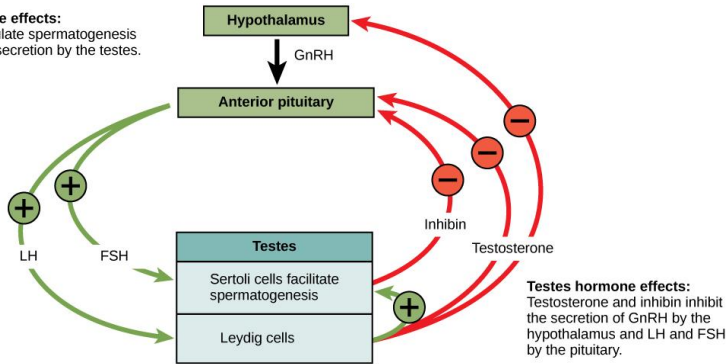 e effects:
ulate spermatogenesis
secretion by the testes.
Hypothalamus
GnRH
Anterior pituitary
LH
FSH
Inhibin
Testosterone
Testes
Sertoli cells facilitate
spermatogenesis
Leydig cells
Testes hormone effects:
Testosterone and inhibin inhibit
the secretion of GnRH by the
hypothalamus and LH and FSH
by the pituitary.